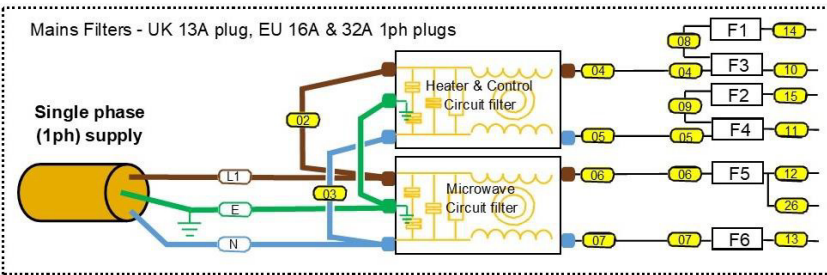 Mains Filters - UK 13A plug, EU 16A & 32A 1ph plugs
F1
14
08
04
04
F3
10
Heater & Control
Circuit filter
F2
15
09
02
Single phase
(1ph) supply
05
05
F4
11
L1
Microwave
Circuit filter
06
06
F5
12
03
E
26
N
07
07
F6
13